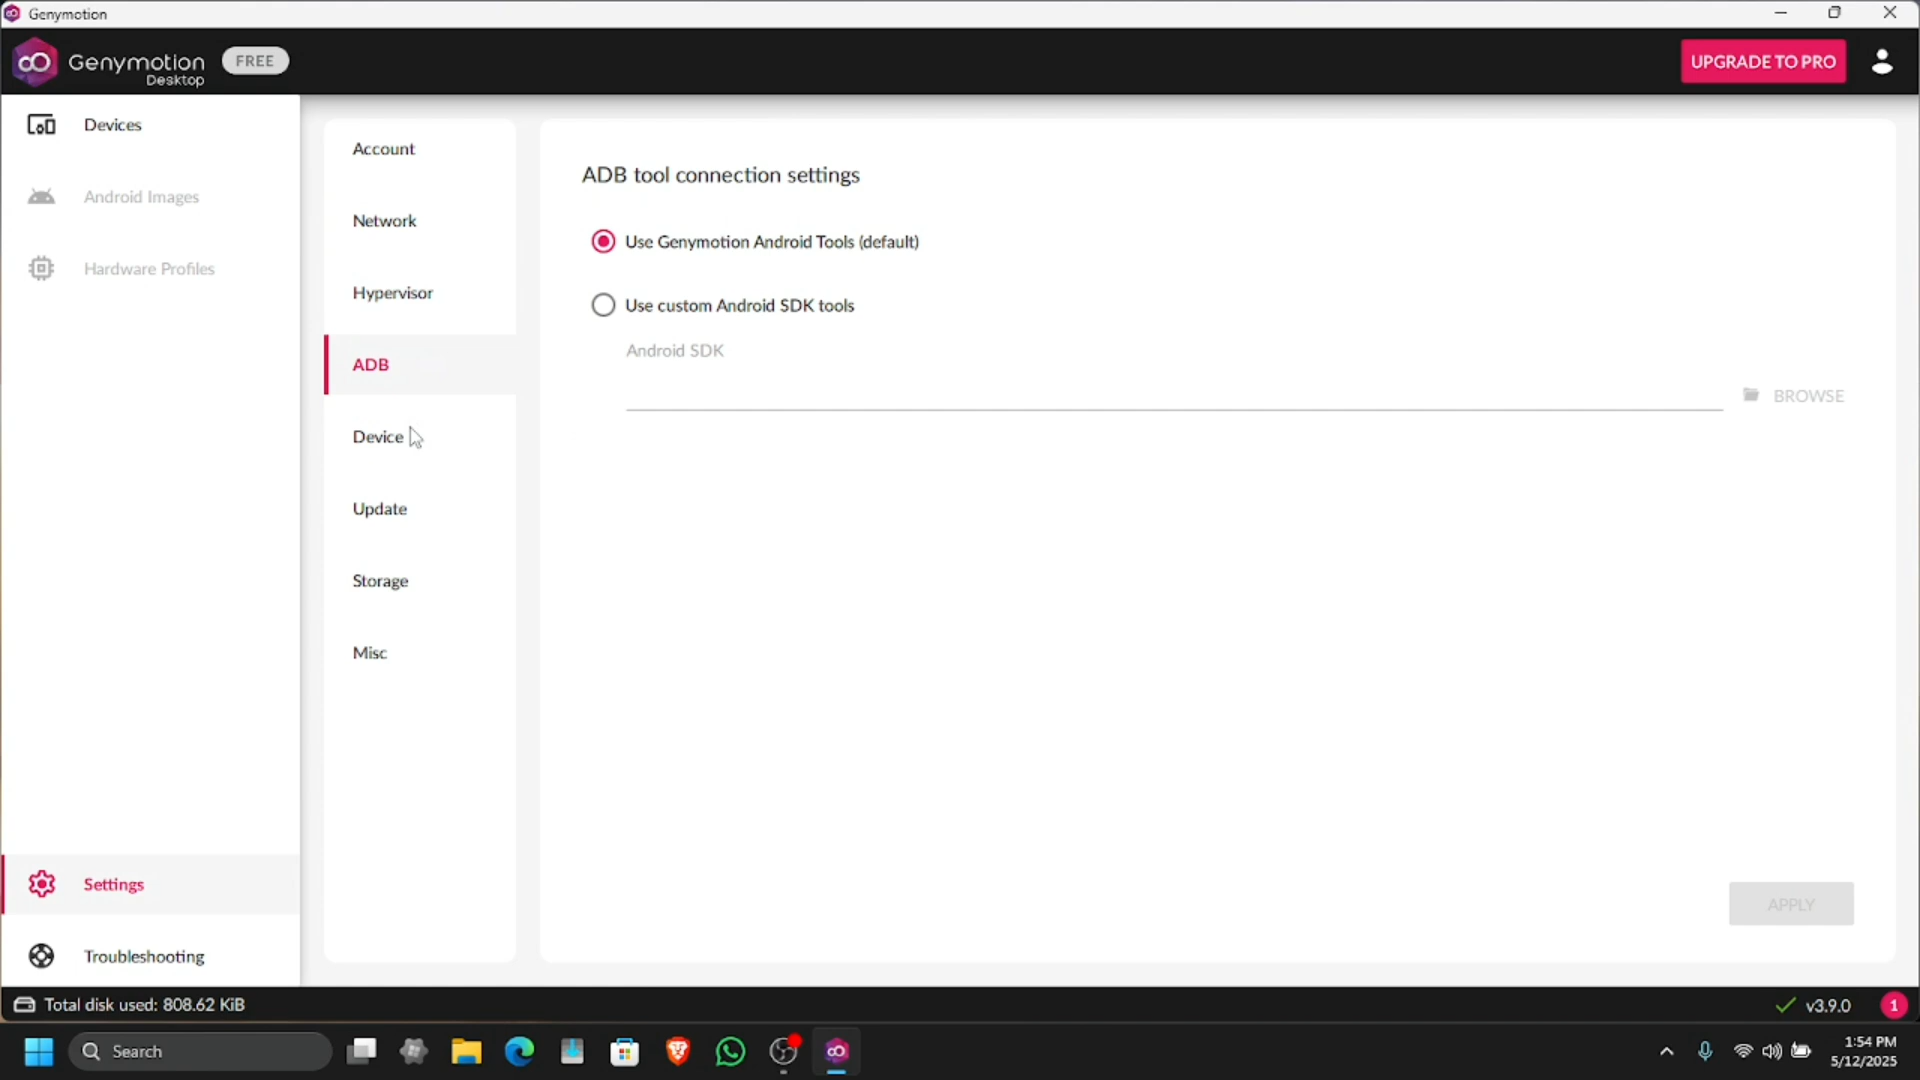 Genymotion
Genymotion
Desktop
FREE
UPGRADE TO PRO
Devices
Android Images
Hardware Profiles
Settings
Troubleshooting
Account
Network
Hypervisor
ADB
Device
Update
Storage
Misc
ADB tool connection settings
Use Genymotion Android Tools (default)
Use custom Android SDK tools
Android SDK
BROWSE
APPLY
Total disk used: 808.62 KiB
v3.9.0
1
Search
1:54 PM
5/12/2025